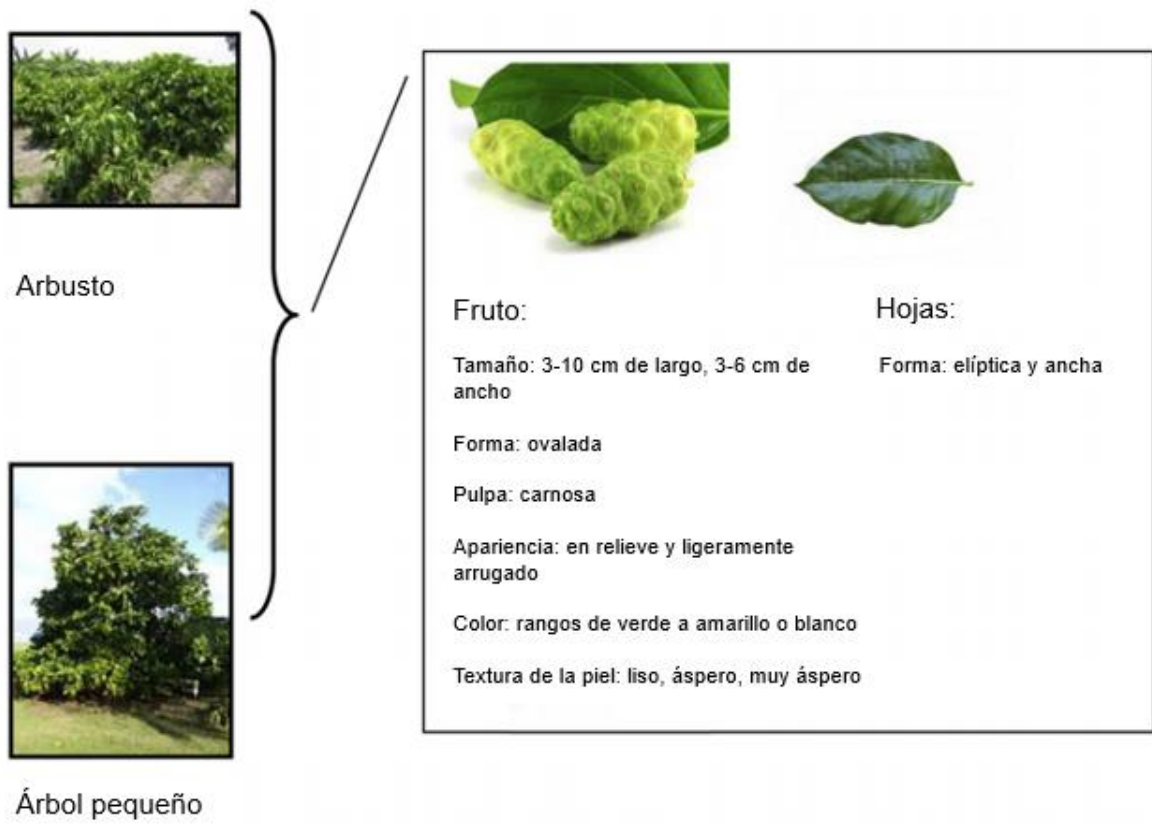 Arbusto
Árbol pequeño
Fruto:
Tamaño: 3-10 cm de largo, 3-6 cm de
ancho
Forma: ovalada
Pulpa: carnosa
Apariencia: en relieve y ligeramente
arrugado
Color: rangos de verde a amarillo o blanco
Textura de la piel: liso, áspero, muy áspero
Hojas:
Forma: elíptica y ancha